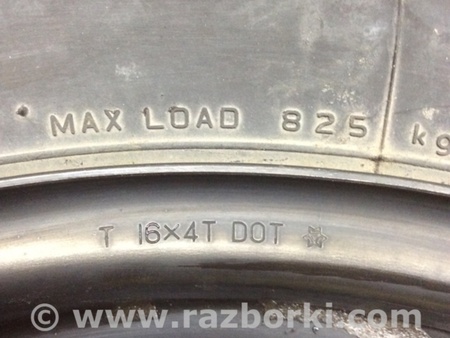 MAX LOAD 825 kg
T 16×4T DOT
© www.razborki.com